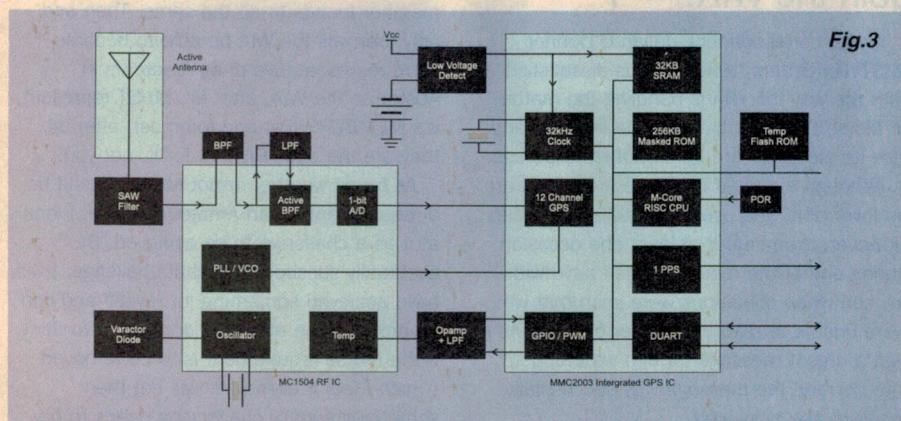 Fig.3
Active
Antenna
Vcc
Low Voltage
Detect
32KB
SRAM
BPF
LPF
32kHz
Clock
256KB
Masked ROM
Temp
Flash ROM
SAW
Filter
Active
BPF
1-bit
A/D
12 Channel
GPS
M-Core
RISC CPU
POR
PLL / VCO
1 PPS
Varactor
Diode
Oscillator
Temp
Opamp
+ LPF
GPIO / PWM
DUART
MC1504 RF IC
MMC2003 Intergrated GPS IC